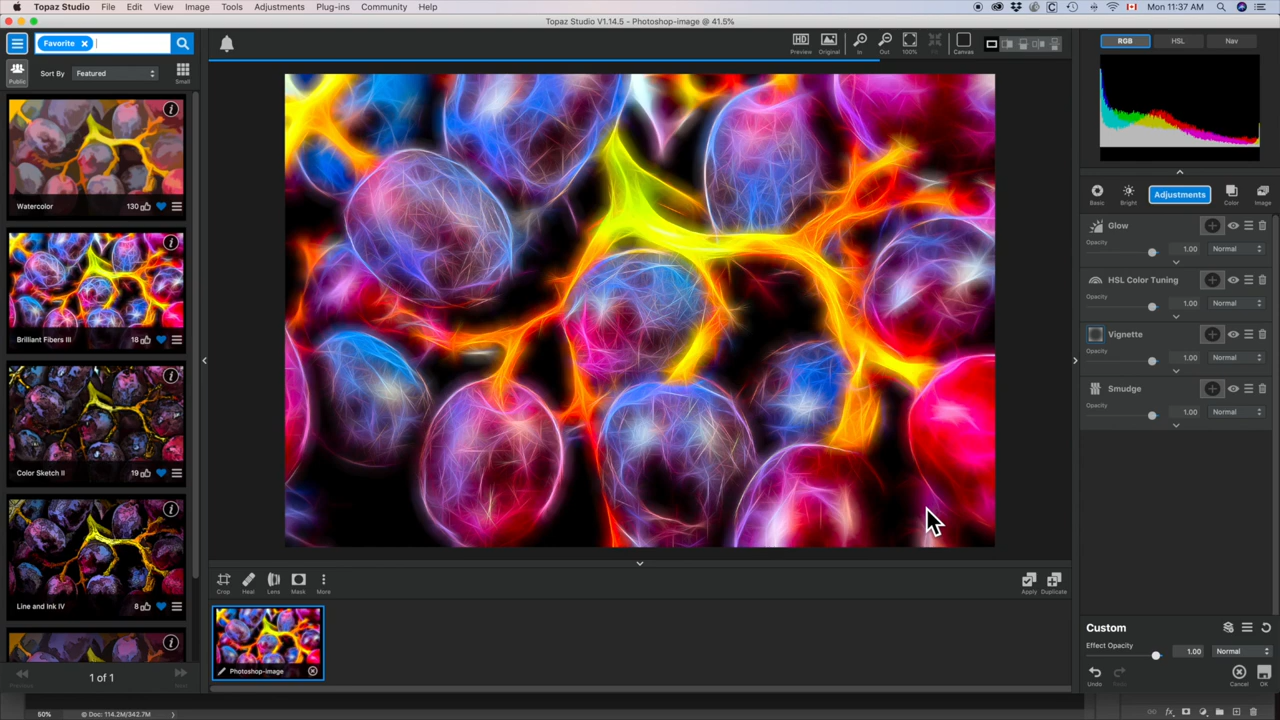 Topaz Studio File Edit View Image Tools Adjustments Plug-ins Community Help
Mon 11:37 AM
Topaz Studio V1.14.5 - Photoshop-image @ 41.5%
Favorite
Public
Sort By Featured
Small
Preview Original In Out 100% Fit Canvas
RGB HSL Nav
Watercolor 130
Brilliant Fibers III 18
Color Sketch II 19
Line and Ink IV 8
Previous 1 of 1 Next
Basic Bright Adjustments Color Image
Glow
Opacity 1.00 Normal
HSL Color Tuning
Opacity 1.00 Normal
Vignette
Opacity 1.00 Normal
Smudge
Opacity 1.00 Normal
Crop Heal Lens Mask More
Apply Duplicate
Photoshop-image
Custom
Effect Opacity 1.00 Normal
Undo Redo Cancel OK
50% Doc: 114.2M/342.7M
fx